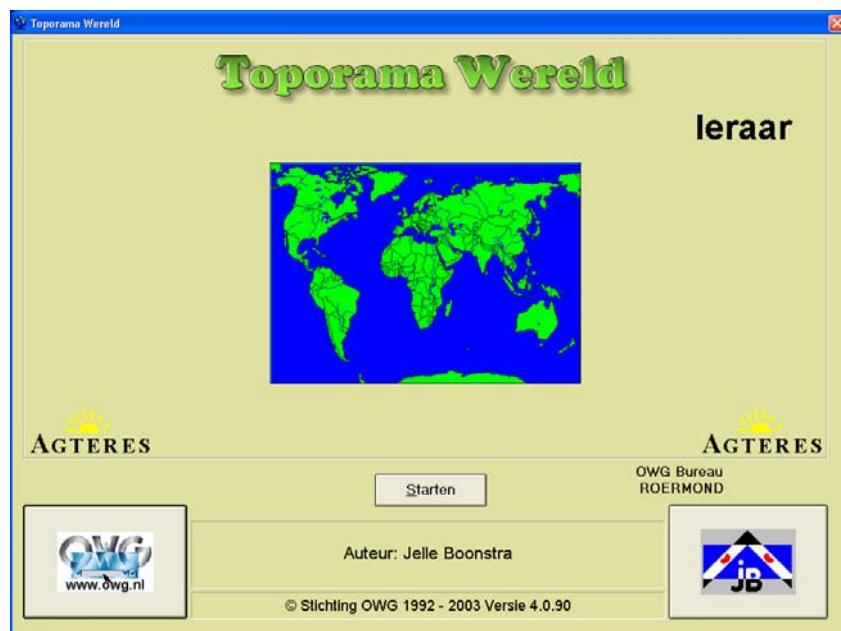 Toporama Wereld
Toporama Wereld
leraar
AGTERES
AGTERES
Starten
OWG Bureau
ROERMOND
OWG
www.owg.nl
Auteur: Jelle Boonstra
jB
© Stichting OWG 1992 - 2003 Versie 4.0.90